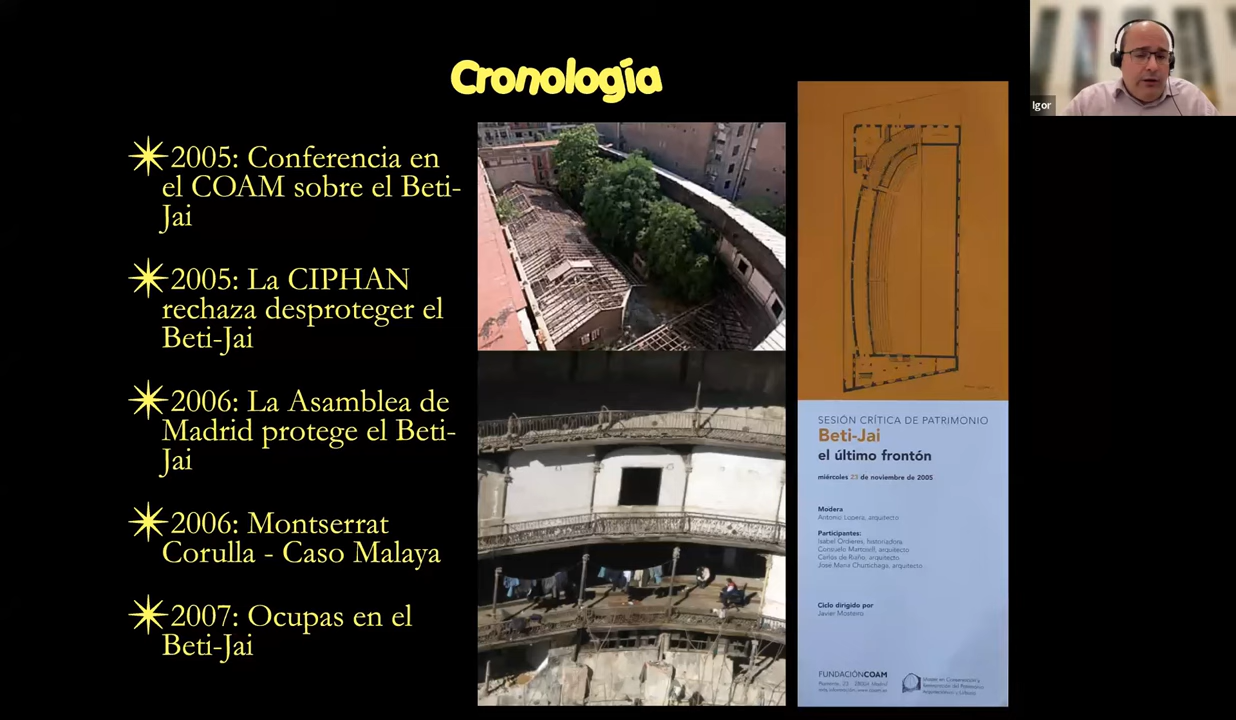 Cronología
2005: Conferencia en
el COAM sobre el Beti-
Jai
2005: La CIPHAN
rechaza desproteger el
Beti-Jai
2006: La Asamblea de
Madrid protege el Beti-
Jai
2006: Montserrat
Corulla - Caso Malaya
2007: Ocupas en el
Beti-Jai
SESIÓN CRÍTICA DE PATRIMONIO
Beti-Jai
el último frontón
miércoles 23 de noviembre de 2005
Modera
Antonio Lopera, arquitecto
Participantes:
Isabel Ordieres, historiadora
Consuelo Martorell, arquitecto
Carlos de Riaño, arquitecto
José María Churtichaga, arquitecto
Ciclo dirigido por
Javier Mosteiro
FUNDACIÓNCOAM
Igor